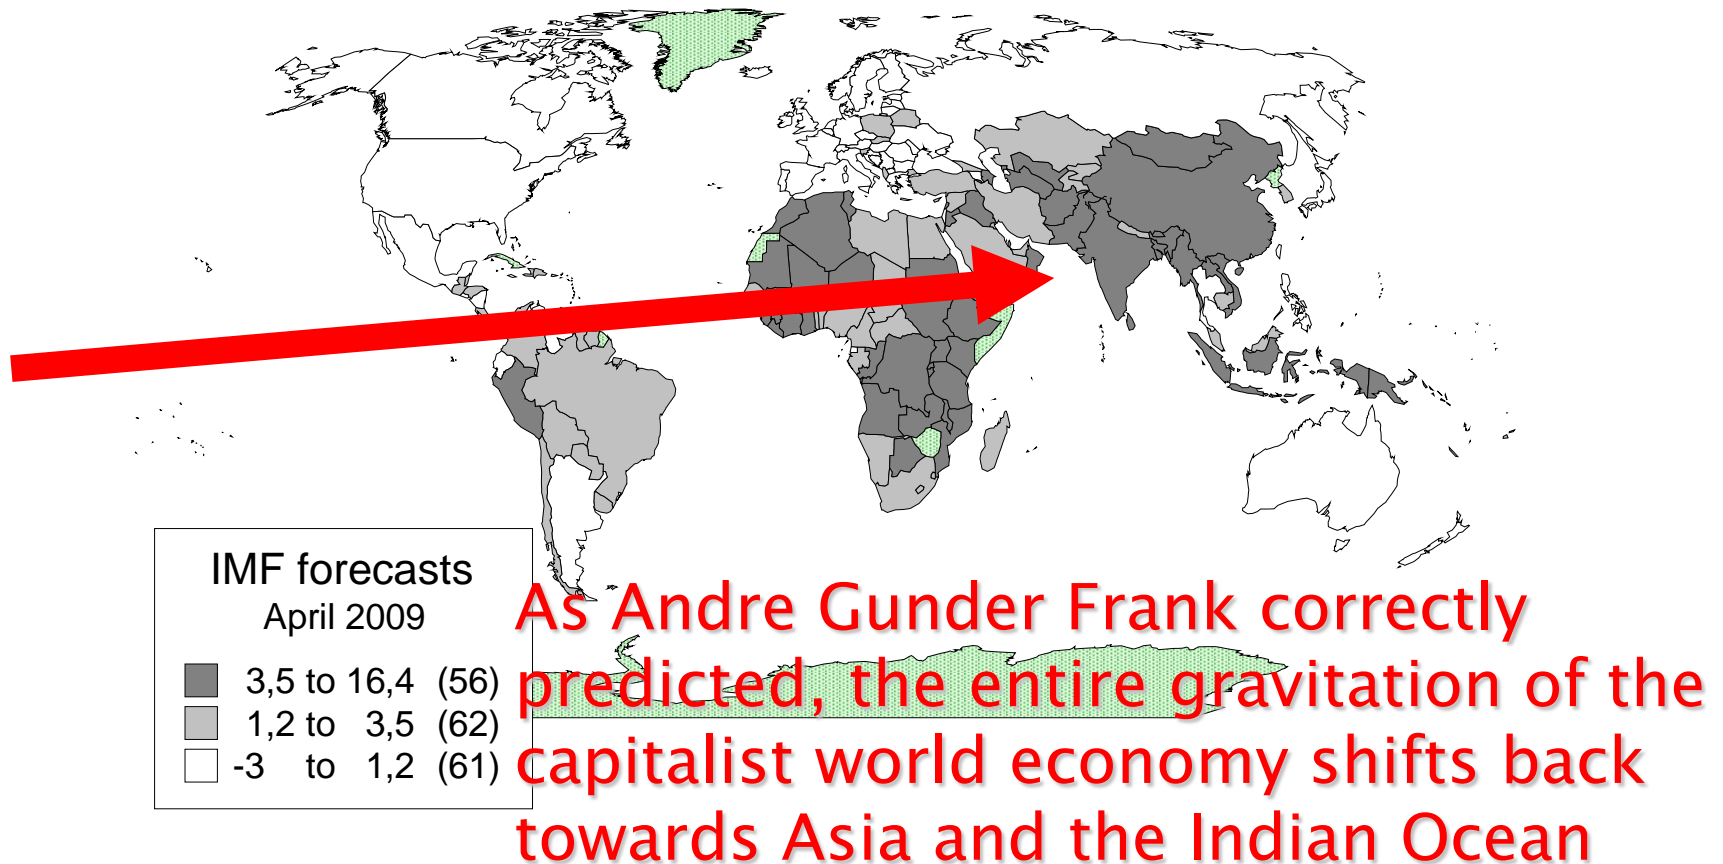 IMF forecasts
April 2009
3,5 to 16,4 (56)
1,2 to 3,5 (62)
-3 to 1,2 (61)
As Andre Gunder Frank correctly
predicted, the entire gravitation of the
capitalist world economy shifts back
towards Asia and the Indian Ocean